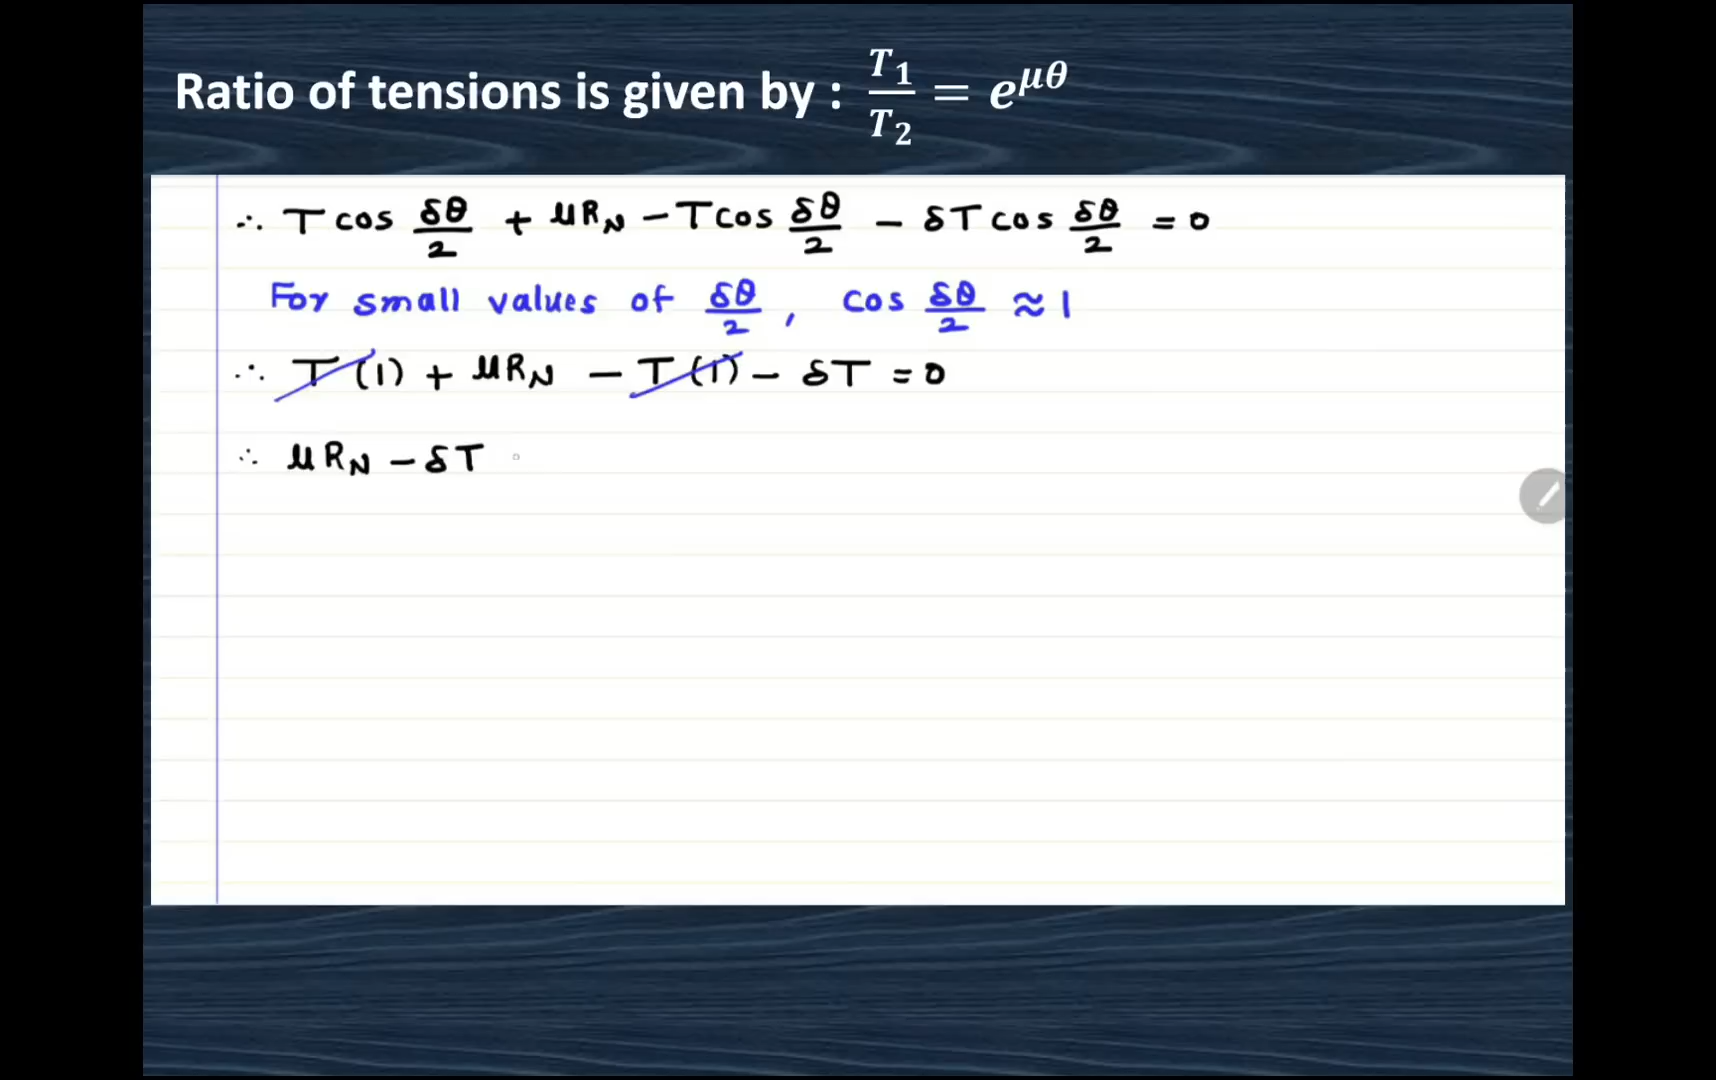 Ratio of tensions is given by : T₁/T₂ = e^μθ
∴ T cos δθ/2 + μR_N − T cos δθ/2 − δT cos δθ/2 = 0
For small values of δθ/2, cos δθ/2 ≈ 1
∴ T(1) + μR_N − T(1) − δT = 0
∴ μR_N − δT